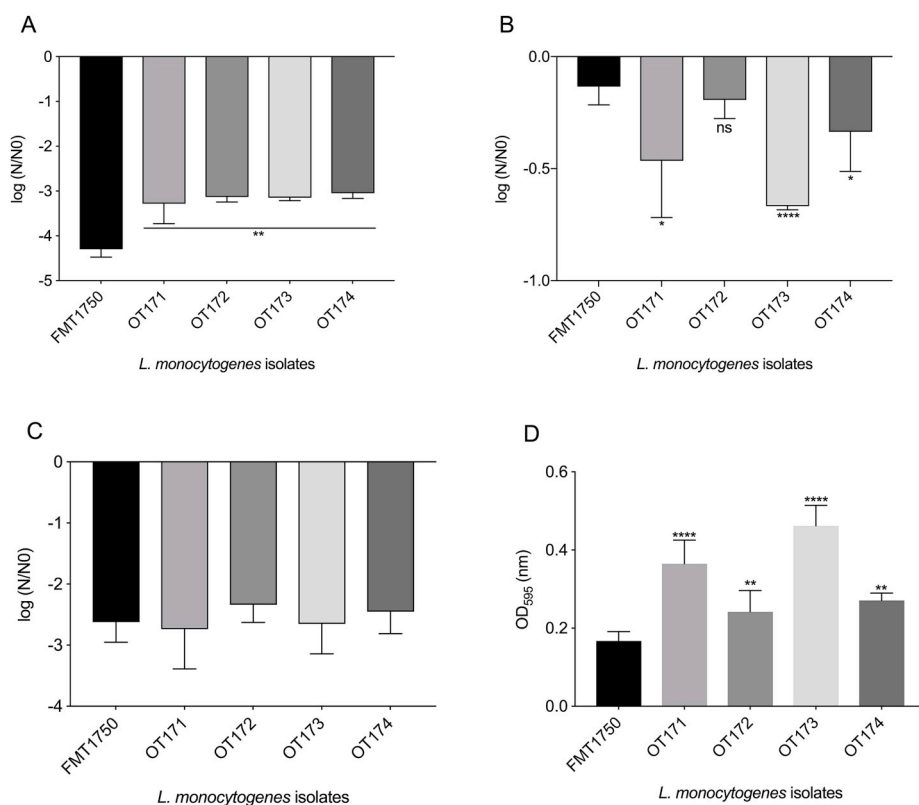 A
log (N/N0)
0
-1
-2
-3
-4
-5
**
FMT1750
OT171
OT172
OT173
OT174
L. monocytogenes isolates
B
log (N/N0)
0.0
-0.5
-1.0
*
ns
****
*
FMT1750
OT171
OT172
OT173
OT174
L. monocytogenes isolates
C
log (N/N0)
0
-1
-2
-3
-4
FMT1750
OT171
OT172
OT173
OT174
L. monocytogenes isolates
D
OD595 (nm)
0.6
0.4
0.2
0.0
****
**
****
**
FMT1750
OT171
OT172
OT173
OT174
L. monocytogenes isolates